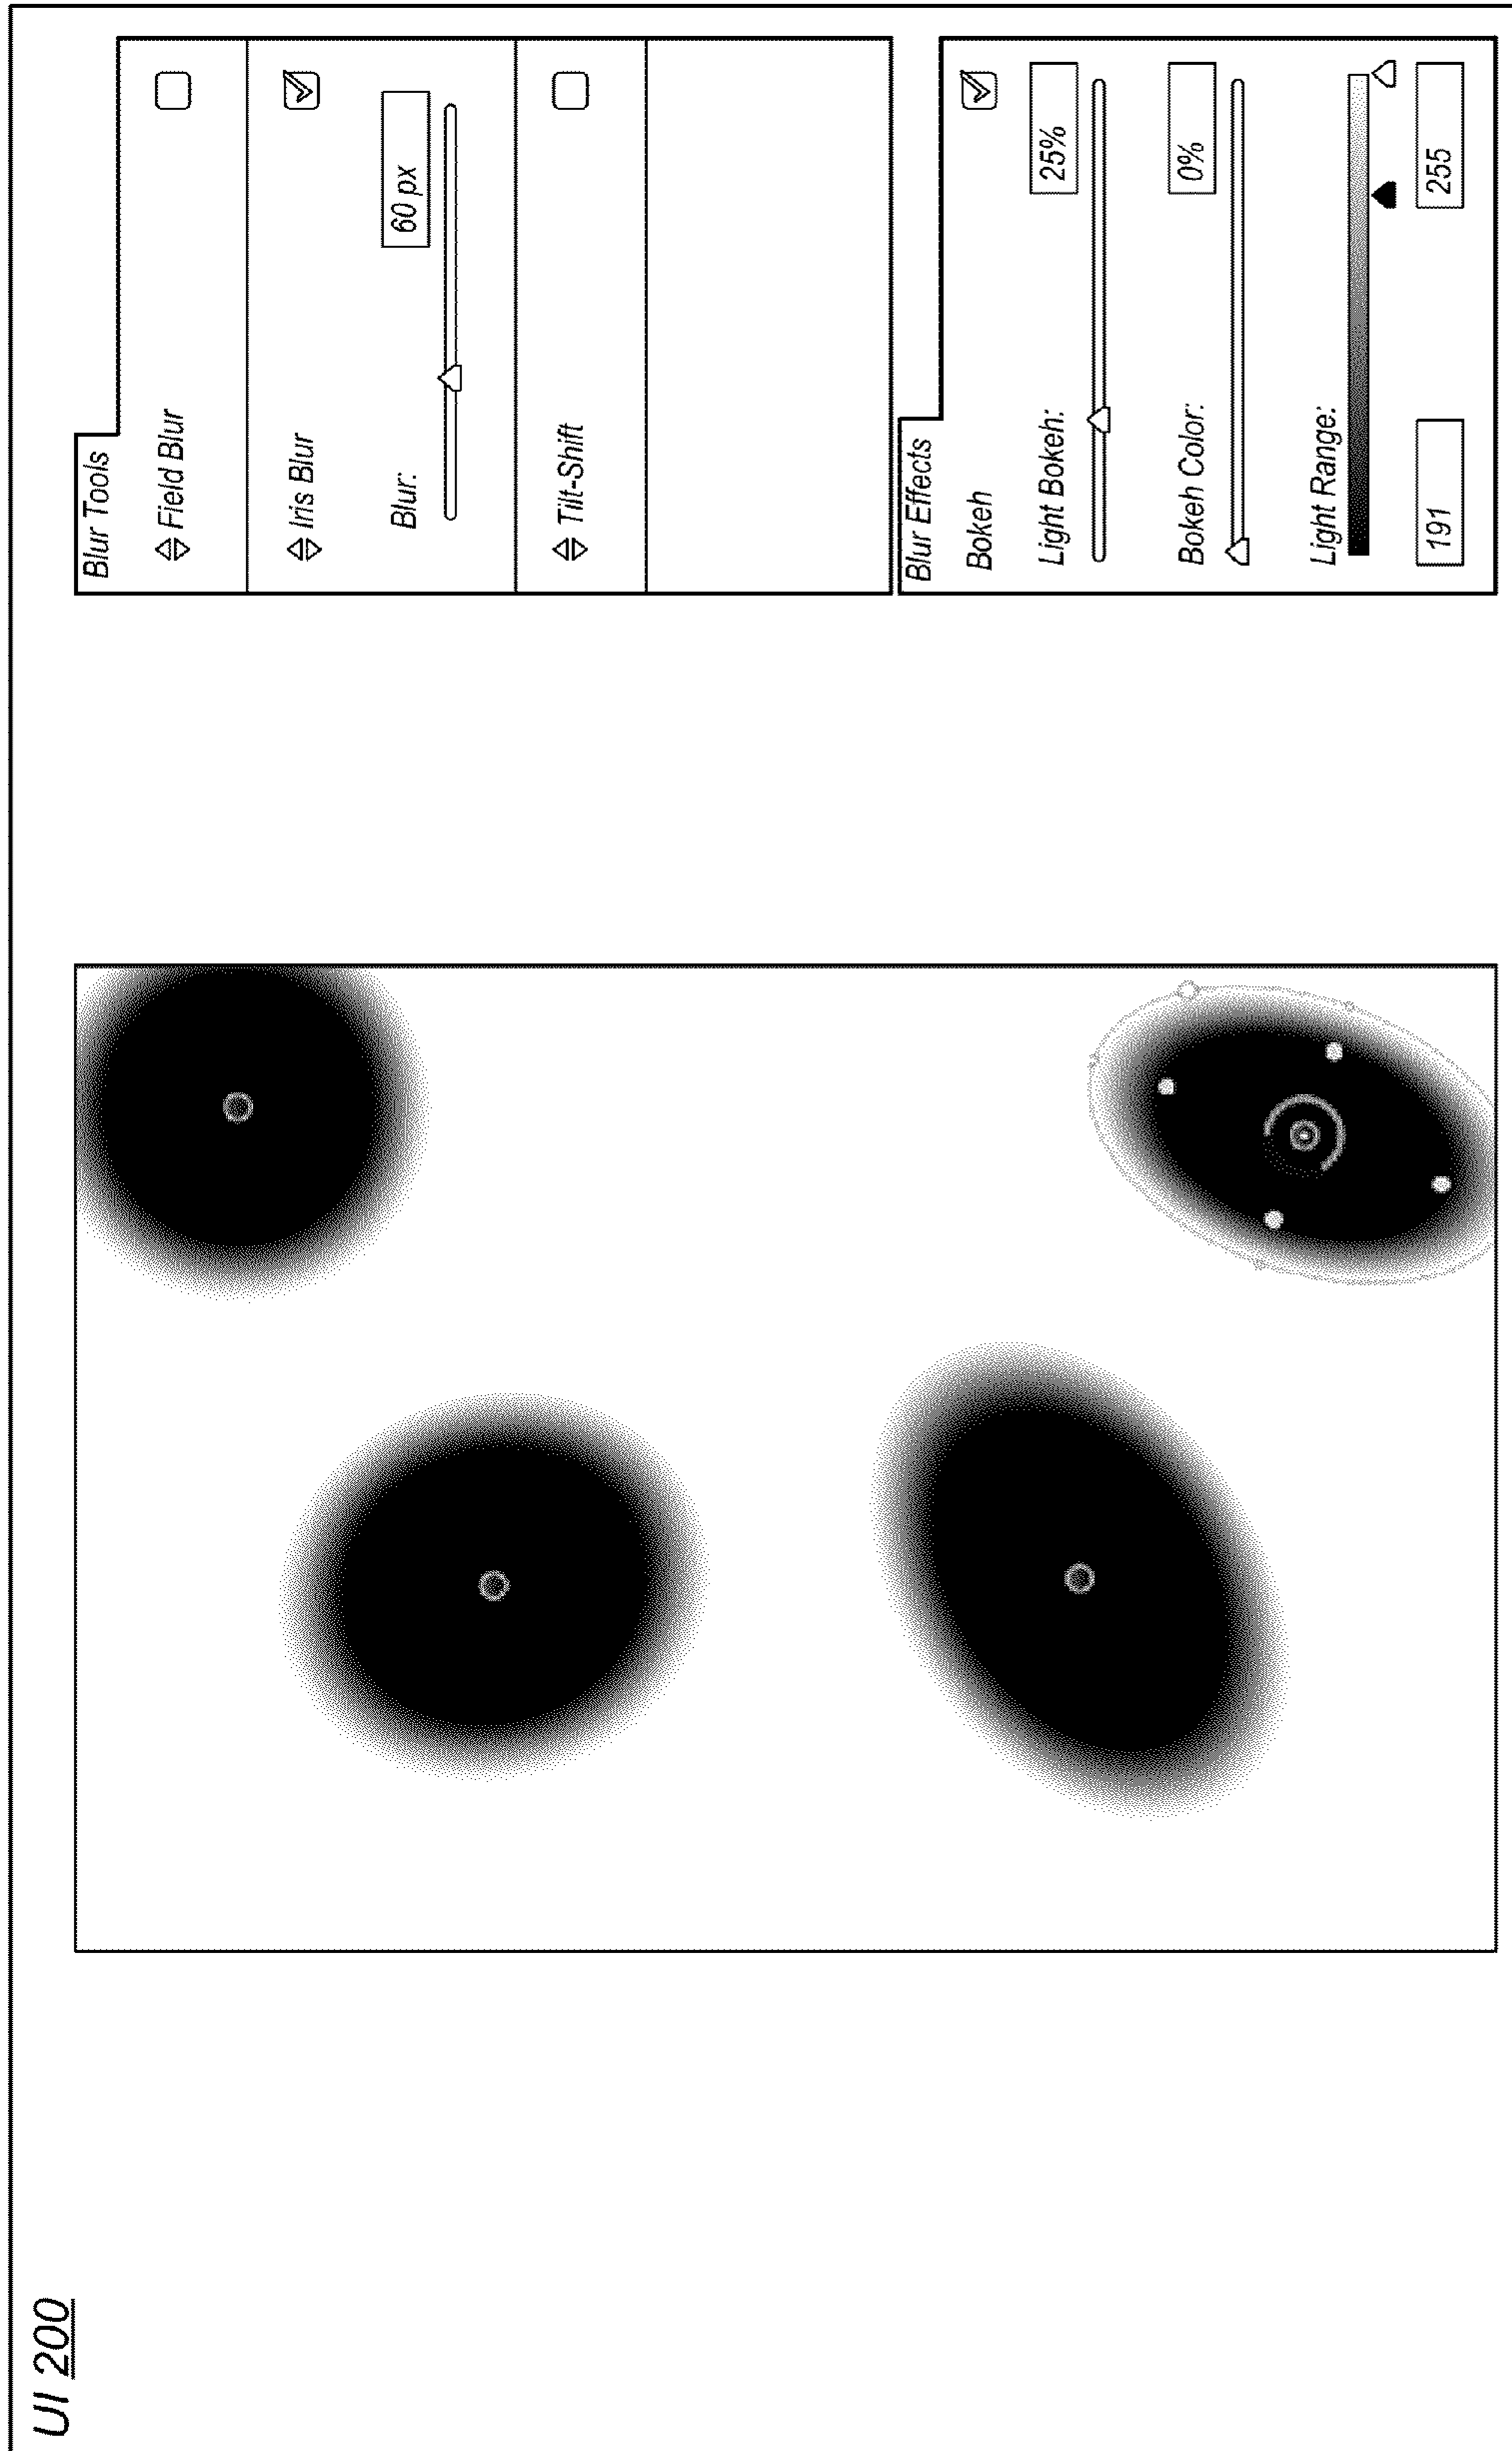 UI 200
Blur Tools
Field Blur
Iris Blur
Blur:
60 px
Tilt-Shift
Blur Effects
Bokeh
Light Bokeh:
25%
Bokeh Color:
0%
Light Range:
191
255